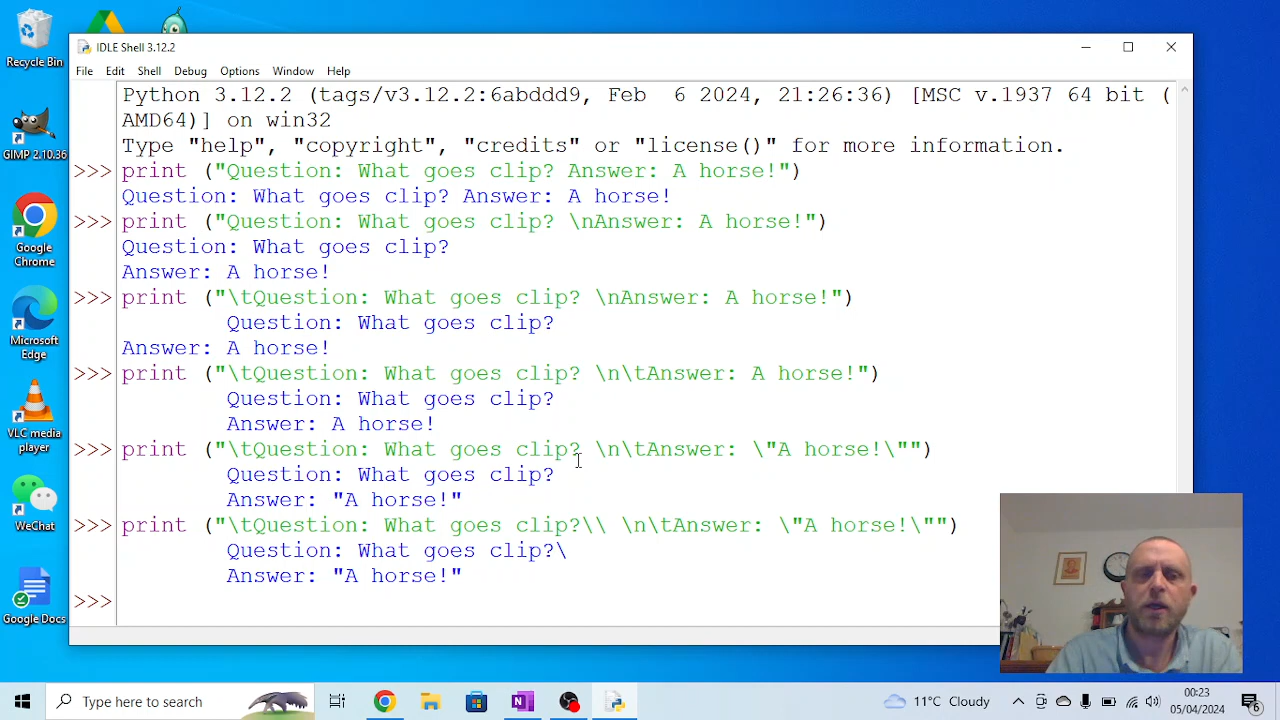 Recycle Bin
GIMP 2.10.36
Google
Chrome
Microsoft
Edge
VLC media
player
WeChat
Google Docs
IDLE Shell 3.12.2
File Edit Shell Debug Options Window Help
Python 3.12.2 (tags/v3.12.2:6abddd9, Feb  6 2024, 21:26:36) [MSC v.1937 64 bit (
AMD64)] on win32
Type "help", "copyright", "credits" or "license()" for more information.
>>> print ("Question: What goes clip? Answer: A horse!")
Question: What goes clip? Answer: A horse!
>>> print ("Question: What goes clip? \nAnswer: A horse!")
Question: What goes clip?
Answer: A horse!
>>> print ("\tQuestion: What goes clip? \nAnswer: A horse!")
Question: What goes clip?
Answer: A horse!
>>> print ("\tQuestion: What goes clip? \n\tAnswer: A horse!")
Question: What goes clip?
Answer: A horse!
>>> print ("\tQuestion: What goes clip? \n\tAnswer: \"A horse!\"")
Question: What goes clip?
Answer: "A horse!"
>>> print ("\tQuestion: What goes clip?\\ \n\tAnswer: \"A horse!\"")
Question: What goes clip?\
Answer: "A horse!"
>>>
Type here to search
N
11°C Cloudy
00:23
05/04/2024
6